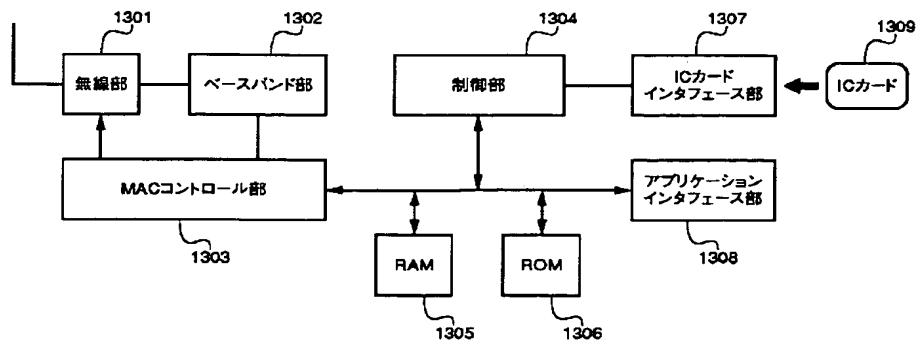 1301
1302
1304
1307
1309
無線部
ベースバンド部
制御部
ICカード
インタフェース部
ICカード
MACコントロール部
アプリケーション
インタフェース部
1303
RAM
ROM
1308
1305
1306